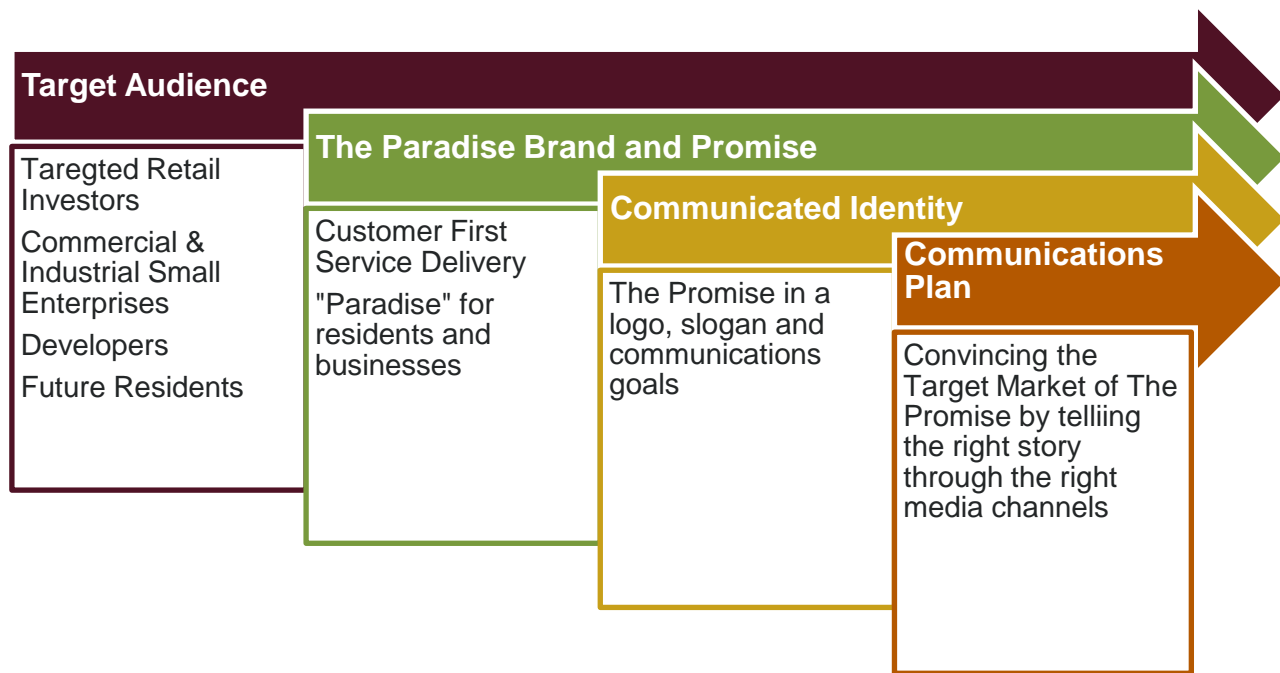 Target Audience
Taregted Retail
Investors
Commercial &
Industrial Small
Enterprises
Developers
Future Residents
The Paradise Brand and Promise
Customer First
Service Delivery
"Paradise" for
residents and
businesses
Communicated Identity
The Promise in a
logo, slogan and
communications
goals
Communications
Plan
Convincing the
Target Market of The
Promise by telliing
the right story
through the right
media channels